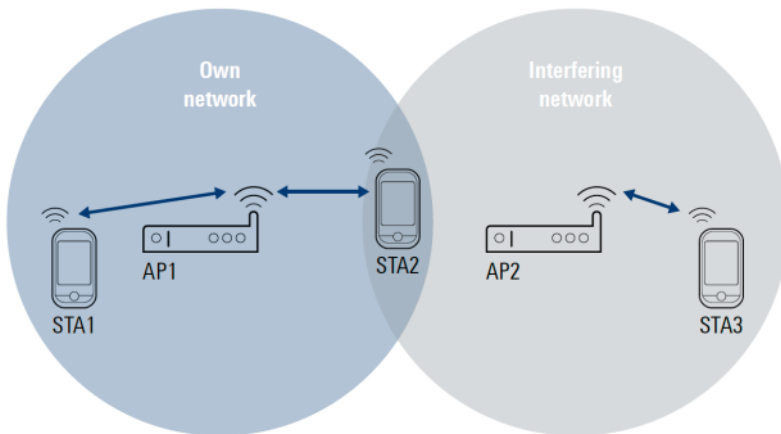 Own
network
Interfering
network
AP1
STA2
AP2
STA1
STA3